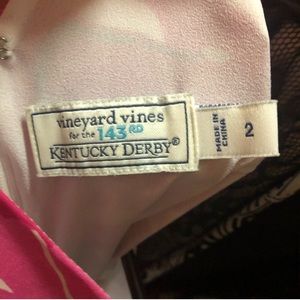 vineyard vines
for the 143RD
KENTUCKY DERBY®
MADE IN
CHINA
2